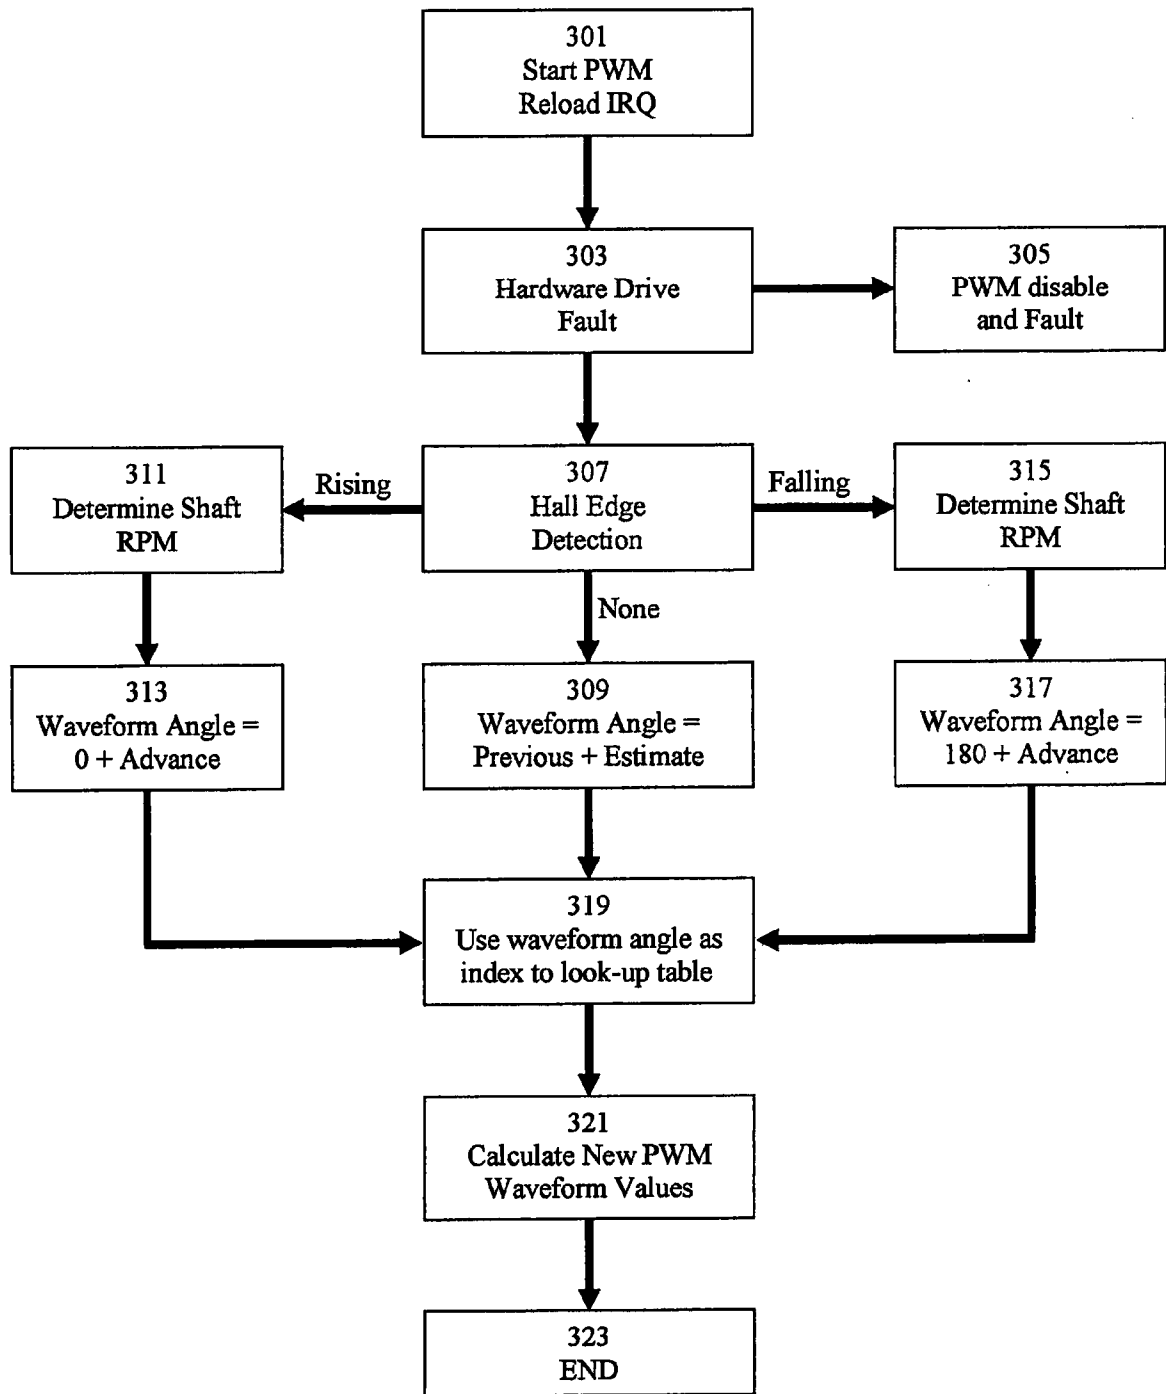 301
Start PWM
Reload IRQ
303
Hardware Drive
Fault
305
PWM disable
and Fault
311
Determine Shaft
RPM
Rising
307
Hall Edge
Detection
Falling
315
Determine Shaft
RPM
None
313
Waveform Angle =
0 + Advance
309
Waveform Angle =
Previous + Estimate
317
Waveform Angle =
180 + Advance
319
Use waveform angle as
index to look-up table
321
Calculate New PWM
Waveform Values
323
END